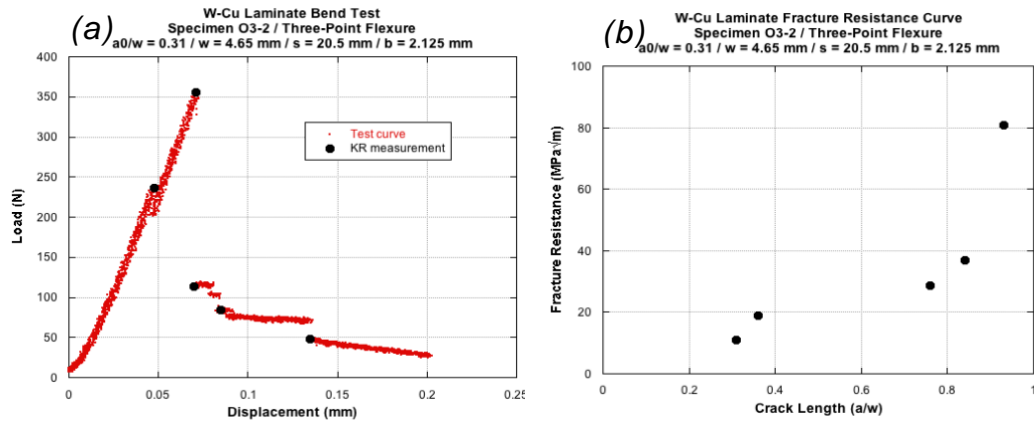 (a)
W-Cu Laminate Bend Test
Specimen O3-2 / Three-Point Flexure
a0/w = 0.31 / w = 4.65 mm / s = 20.5 mm / b = 2.125 mm
400
350
300
250
200
150
100
50
0
Load (N)
Test curve
KR measurement
0
0.05
0.1
0.15
0.2
0.25
Displacement (mm)
(b)
W-Cu Laminate Fracture Resistance Curve
Specimen O3-2 / Three-Point Flexure
a0/w = 0.31 / w = 4.65 mm / s = 20.5 mm / b = 2.125 mm
100
80
60
40
20
0
Fracture Resistance (MPa√m)
0
0.2
0.4
0.6
0.8
1
Crack Length (a/w)